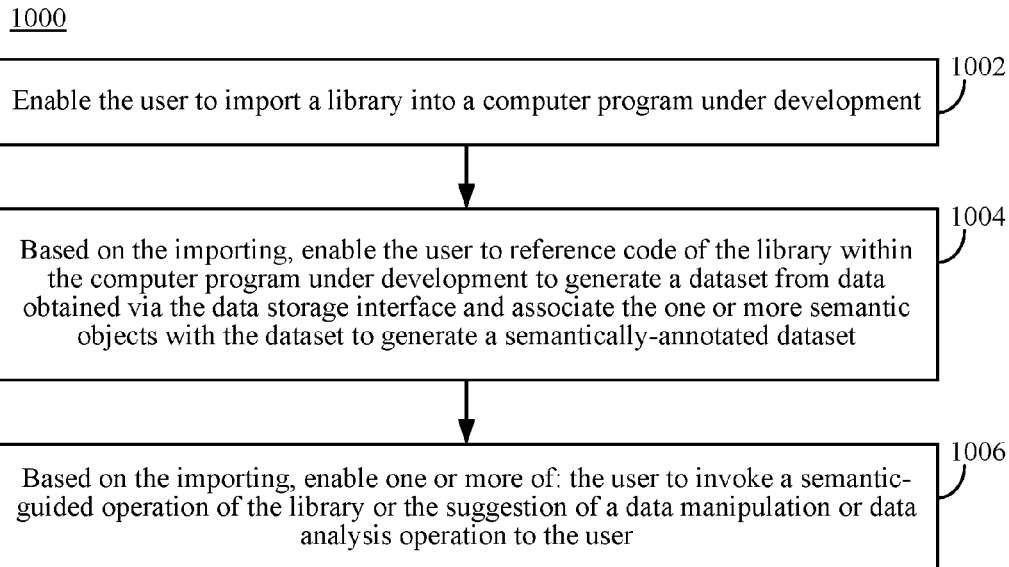 1000
1002
Enable the user to import a library into a computer program under development
1004
Based on the importing, enable the user to reference code of the library within
the computer program under development to generate a dataset from data
obtained via the data storage interface and associate the one or more semantic
objects with the dataset to generate a semantically-annotated dataset
1006
Based on the importing, enable one or more of: the user to invoke a semantic-
guided operation of the library or the suggestion of a data manipulation or data
analysis operation to the user